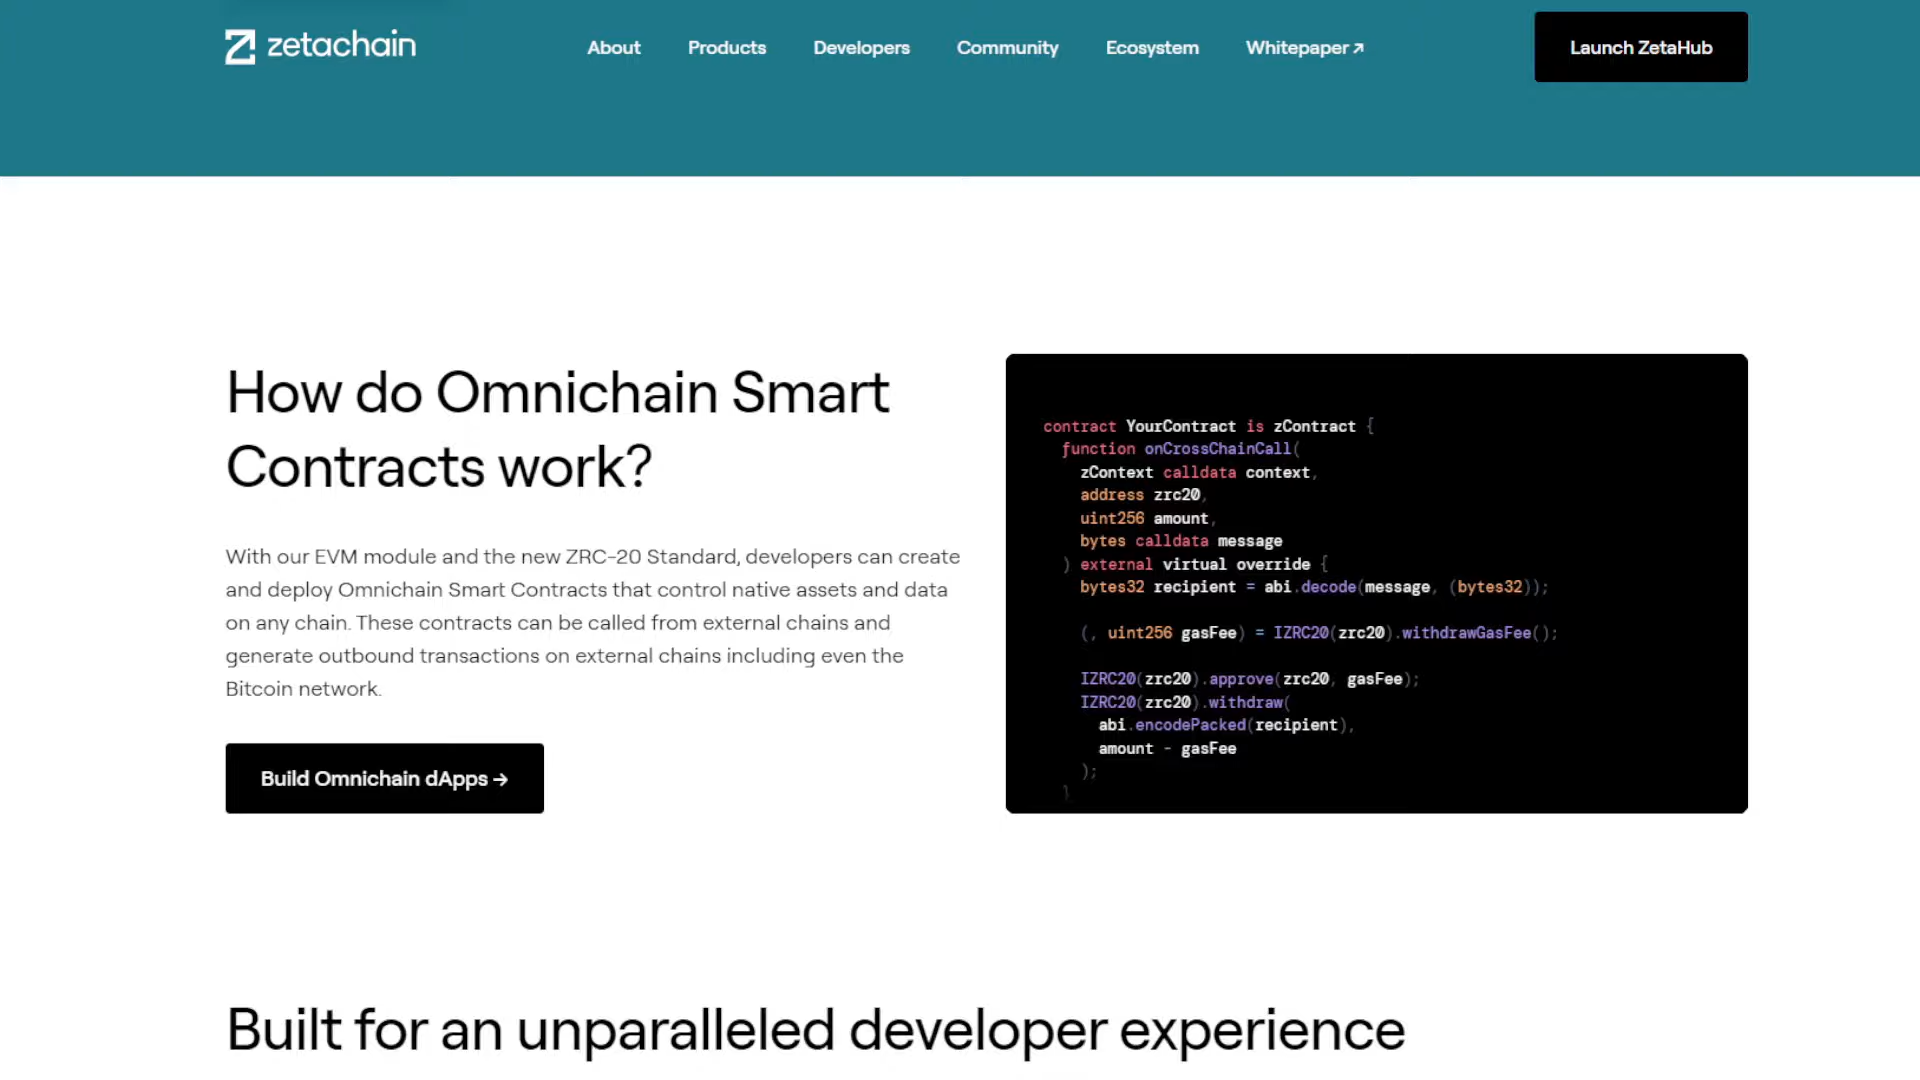 zetachain
About
Products
Developers
Community
Ecosystem
Whitepaper ↗
Launch ZetaHub
How do Omnichain Smart
Contracts work?
With our EVM module and the new ZRC-20 Standard, developers can create
and deploy Omnichain Smart Contracts that control native assets and data
on any chain. These contracts can be called from external chains and
generate outbound transactions on external chains including even the
Bitcoin network.
Build Omnichain dApps →
contract YourContract is zContract {
function onCrossChainCall(
zContext calldata context,
address zrc20,
uint256 amount,
bytes calldata message
) external virtual override {
bytes32 recipient = abi.decode(message, (bytes32));
(, uint256 gasFee) = IZRC20(zrc20).withdrawGasFee();
IZRC20(zrc20).approve(zrc20, gasFee);
IZRC20(zrc20).withdraw(
abi.encodePacked(recipient),
amount - gasFee
);
}
Built for an unparalleled developer experience